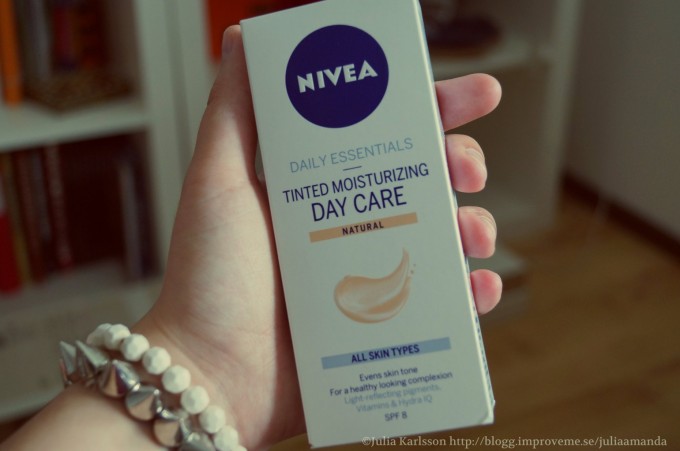 NIVEA
DAILY ESSENTIALS
TINTED MOISTURIZING
DAY CARE
NATURAL
ALL SKIN TYPES
Evens skin tone
For a healthy looking complexion
Light-reflecting pigments,
Vitamins & Hydra IQ
SPF 8
©Julia Karlsson http://blogg.improveme.se/juliaamanda